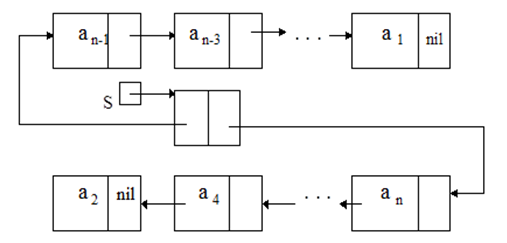 a n-1 a n-3 . . . a 1 nil
S
a 2 nil a 4 . . . a n